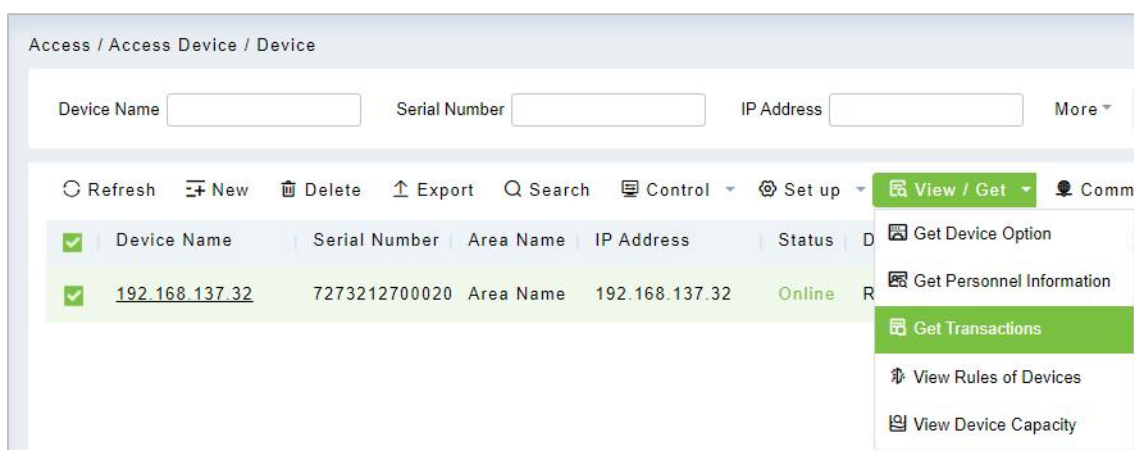 Access / Access Device / Device
Device Name Serial Number IP Address More
Refresh New Delete Export Search Control Set up View / Get Comm
Device Name Serial Number Area Name IP Address Status D
192.168.137.32 7273212700020 Area Name 192.168.137.32 Online R
Get Device Option
Get Personnel Information
Get Transactions
View Rules of Devices
View Device Capacity